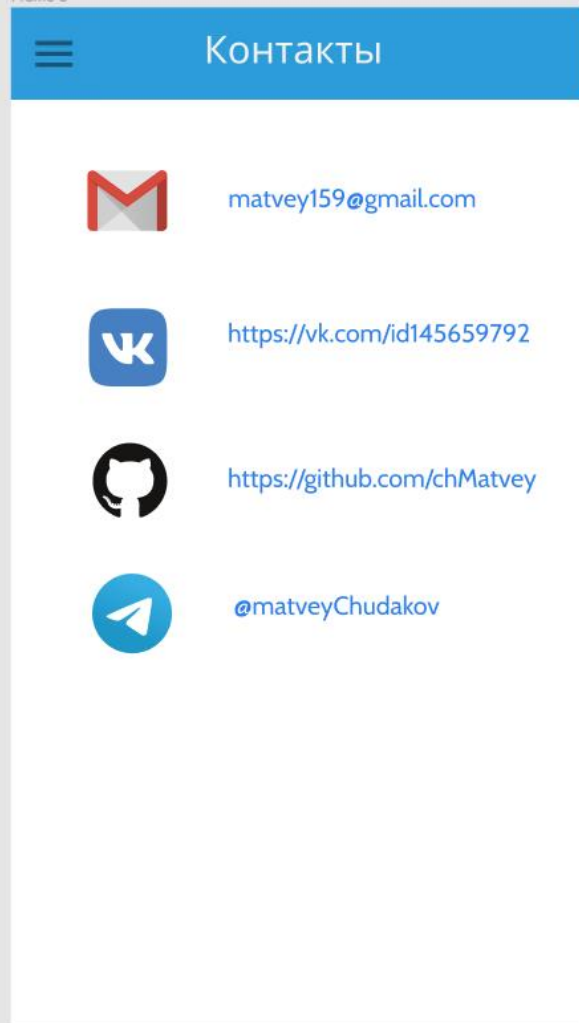 Контакты
matvey159@gmail.com
https://vk.com/id145659792
https://github.com/chMatvey
@matveyChudakov